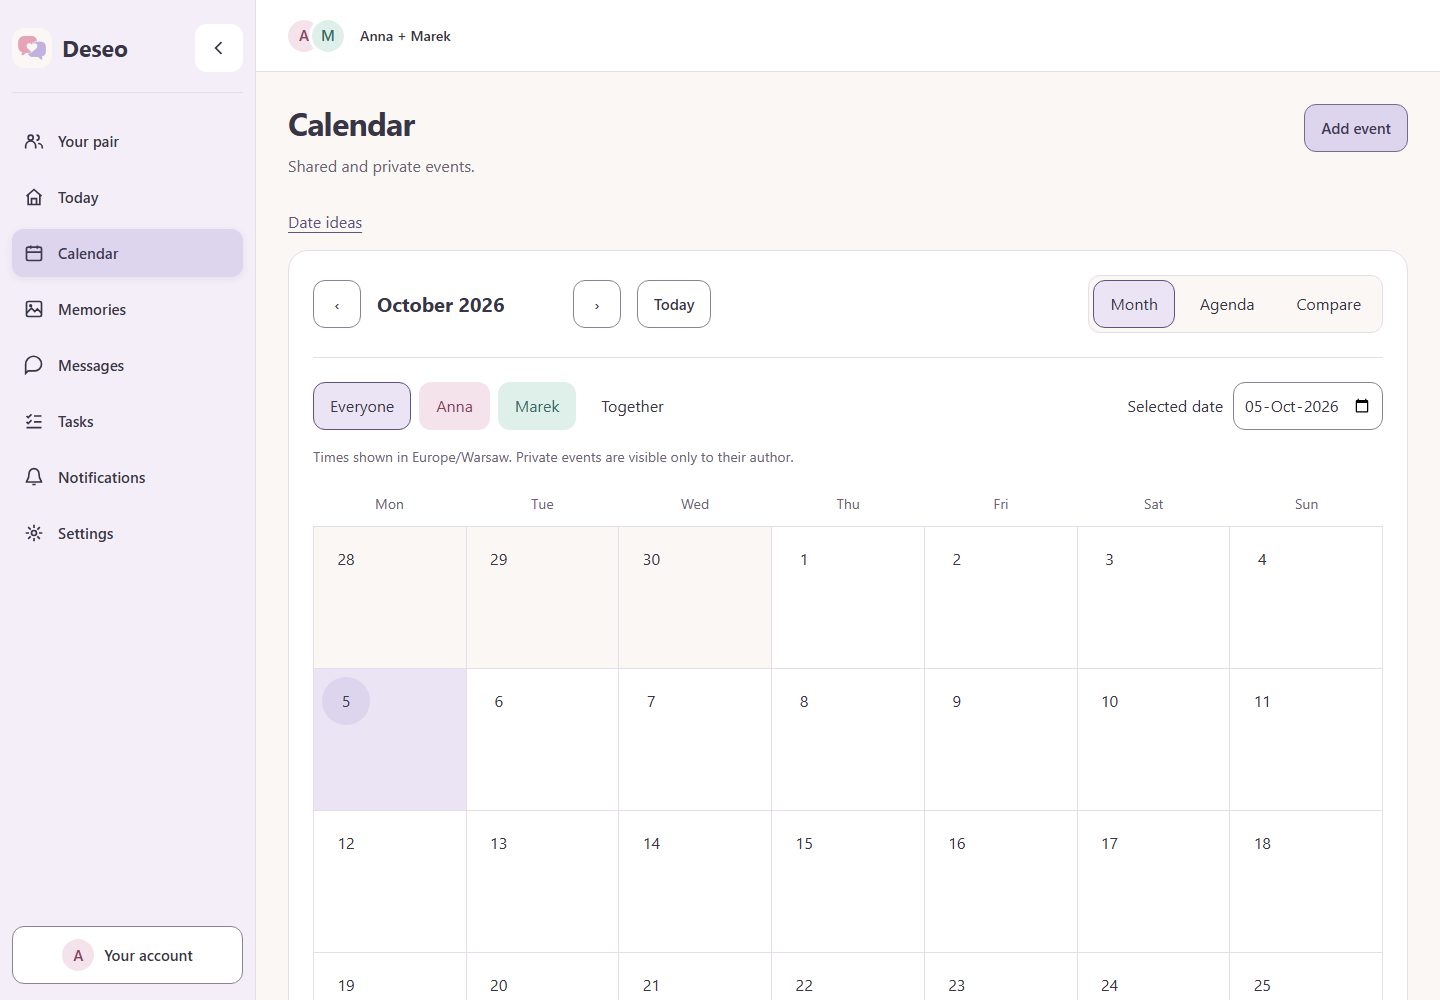 Deseo
Your pair
Today
Calendar
Memories
Messages
Tasks
Notifications
Settings
A Your account
A M Anna + Marek
Calendar
Add event
Shared and private events.
Date ideas
‹ October 2026 › Today Month Agenda Compare
Everyone Anna Marek Together Selected date 05-Oct-2026
Times shown in Europe/Warsaw. Private events are visible only to their author.
Mon Tue Wed Thu Fri Sat Sun
28 29 30 1 2 3 4
5 6 7 8 9 10 11
12 13 14 15 16 17 18
19 20 21 22 23 24 25